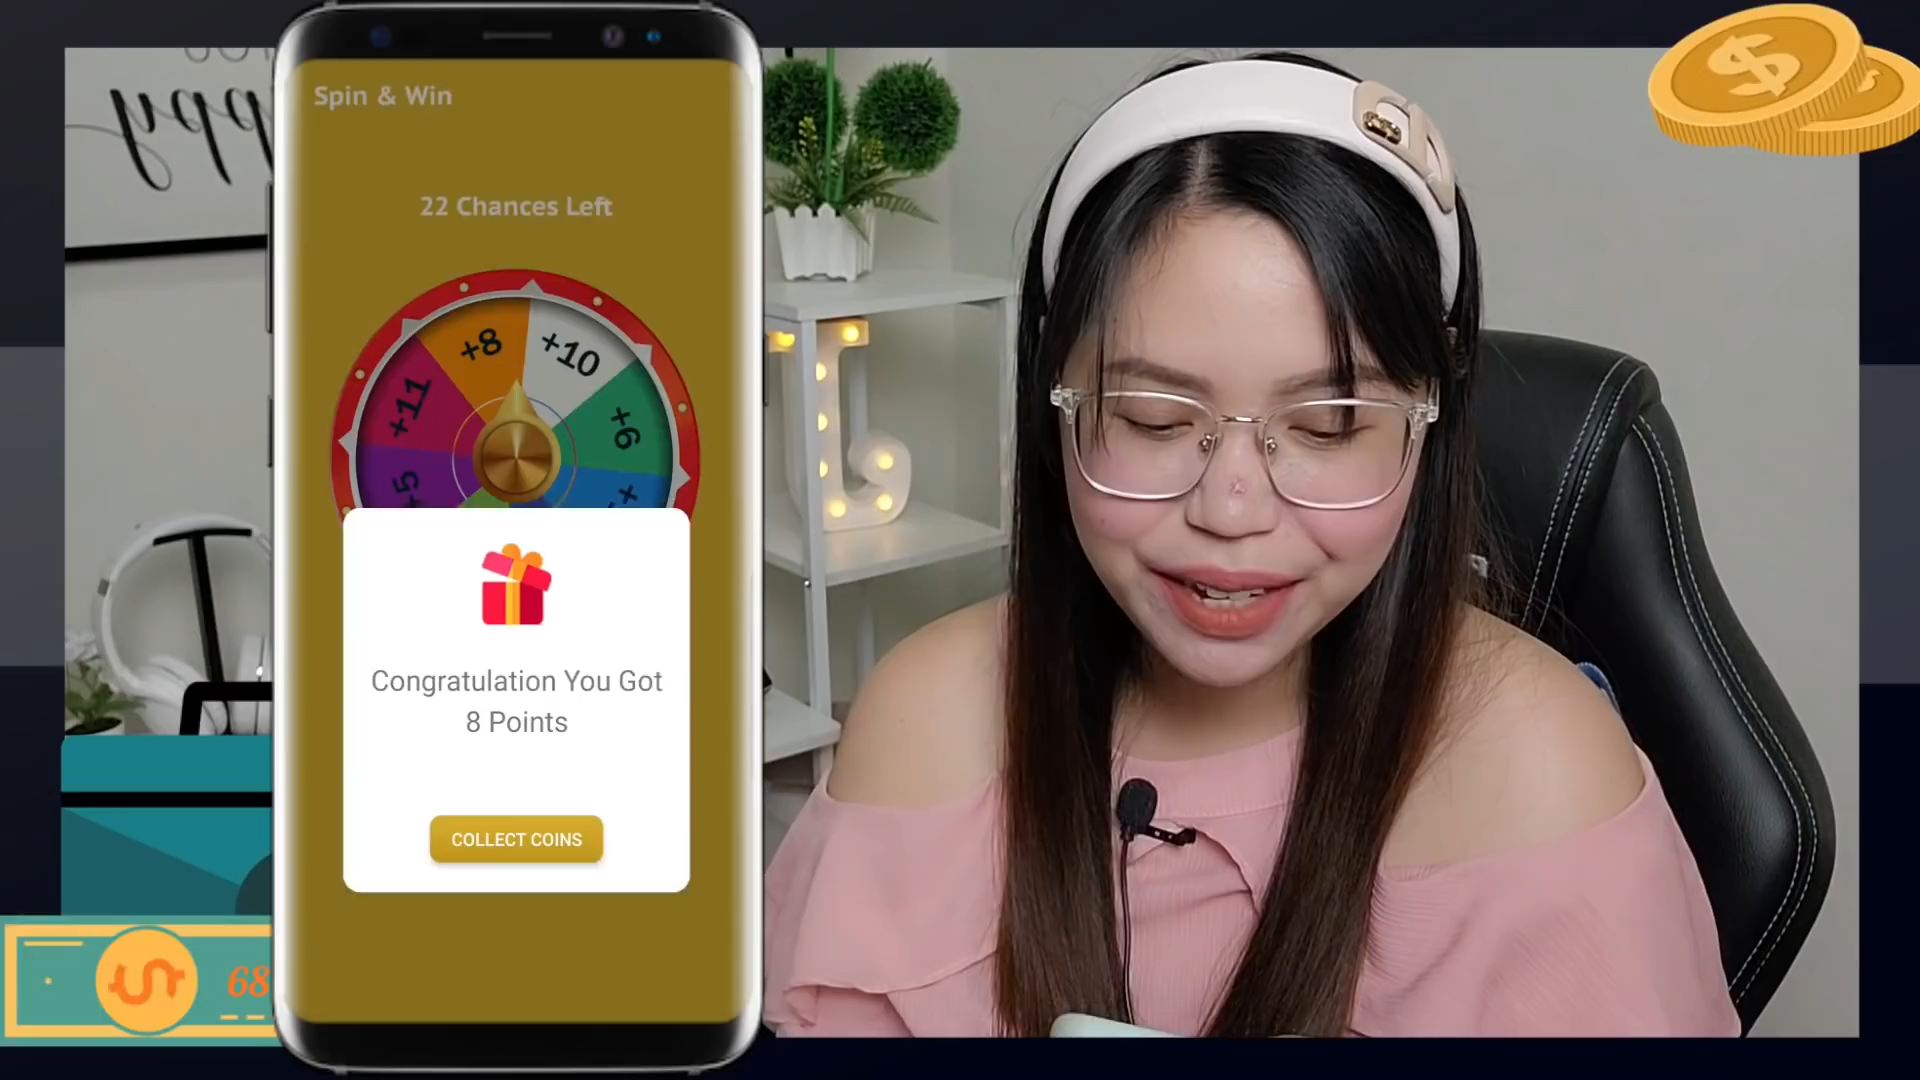 Spin & Win
22 Chances Left
+8
+10
+11
+6
+5
Congratulation You Got
8 Points
COLLECT COINS
L
68